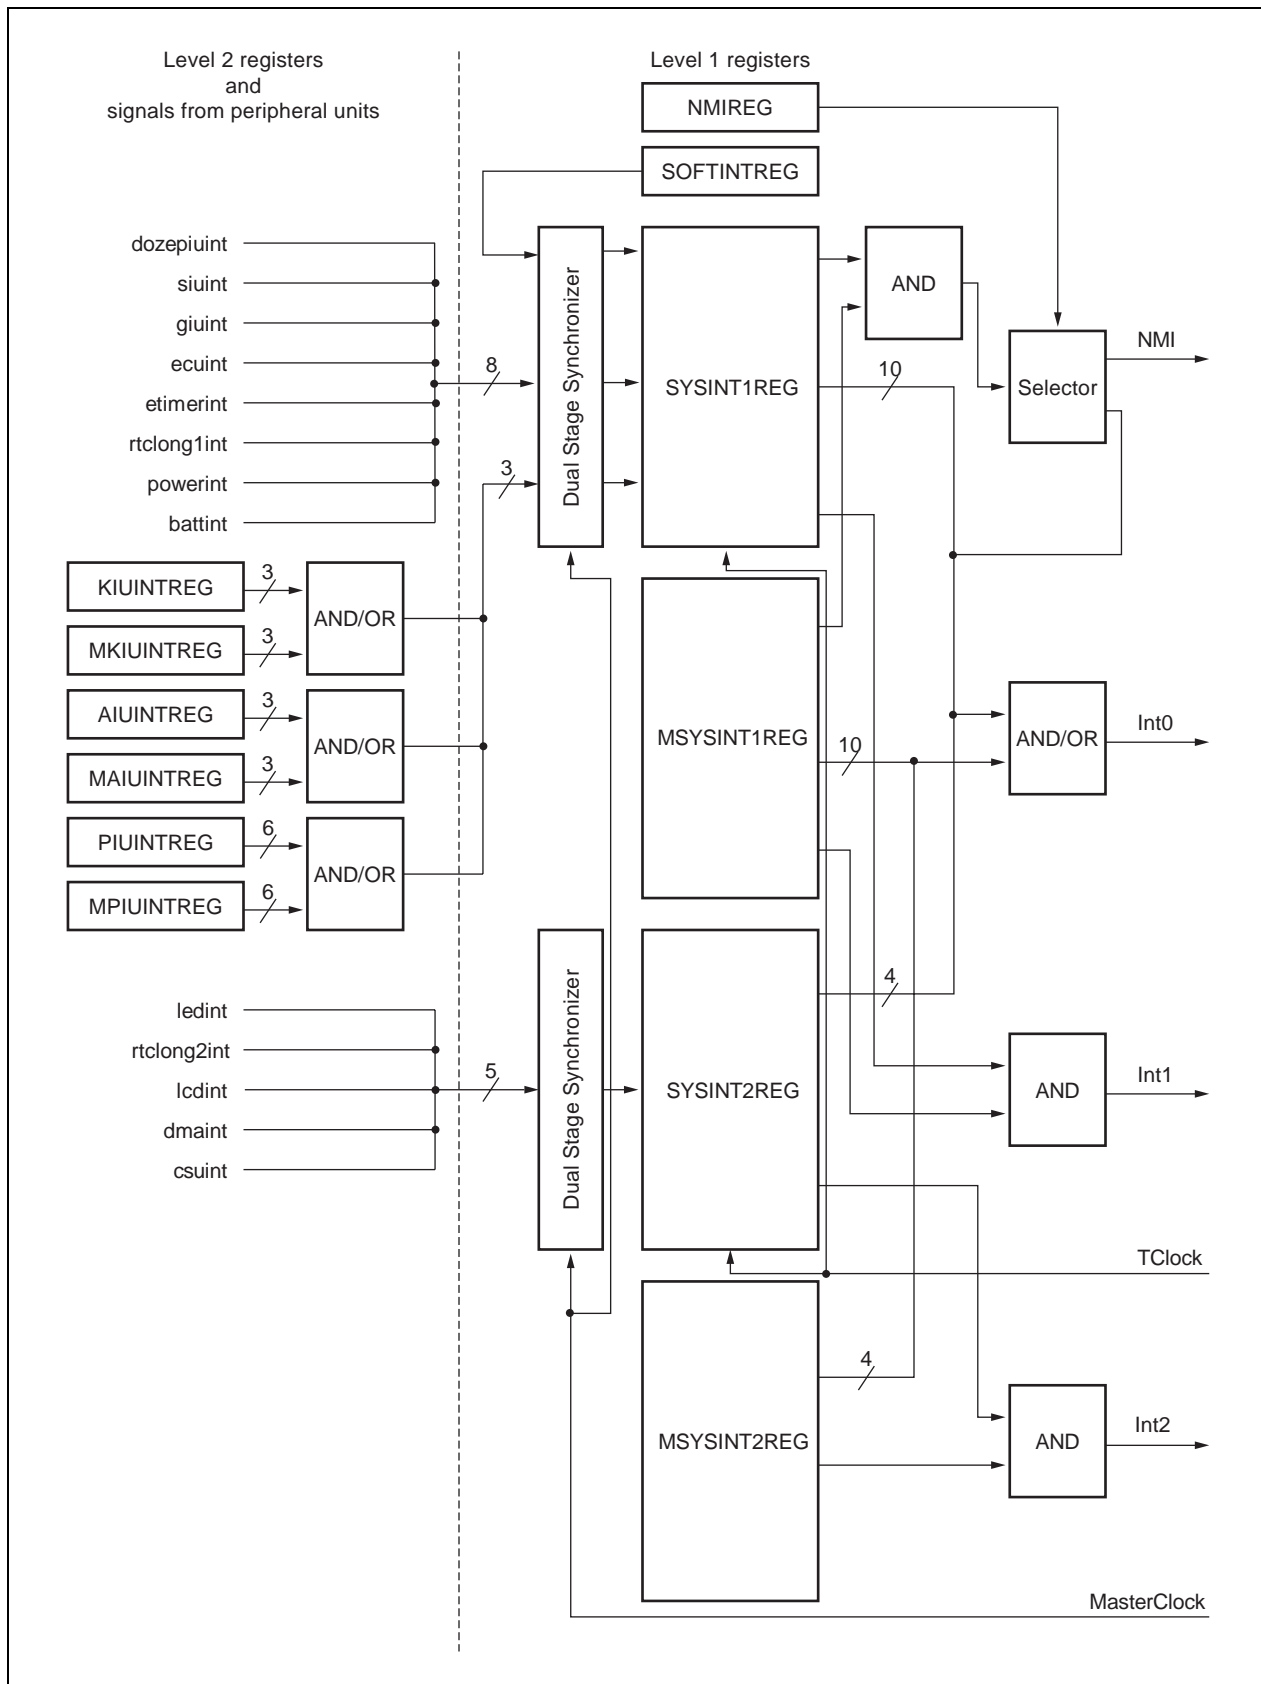 Level 2 registers
and
signals from peripheral units
Level 1 registers
NMIREG
SOFTINTREG
dozepiuint
siuint
giuint
ecuint
etimerint
rtclong1int
powerint
battint
8
3
Dual Stage Synchronizer
SYSINT1REG
AND
10
Selector
NMI
KIUINTREG
3
MKIUINTREG
3
AND/OR
AIUINTREG
3
MAIUINTREG
3
AND/OR
PIUINTREG
6
MPIUINTREG
6
AND/OR
MSYSINT1REG
10
AND/OR
Int0
ledint
rtclong2int
lcdint
dmaint
csuint
5
Dual Stage Synchronizer
SYSINT2REG
4
AND
Int1
TClock
MSYSINT2REG
4
AND
Int2
MasterClock